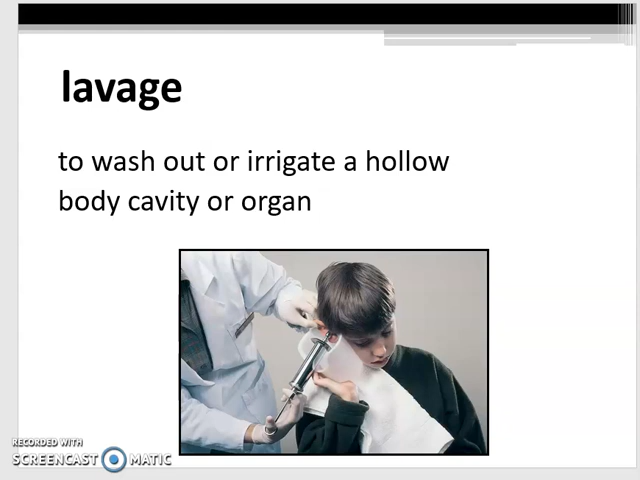 lavage
to wash out or irrigate a hollow
body cavity or organ
RECORDED WITH
SCREENCAST MATIC